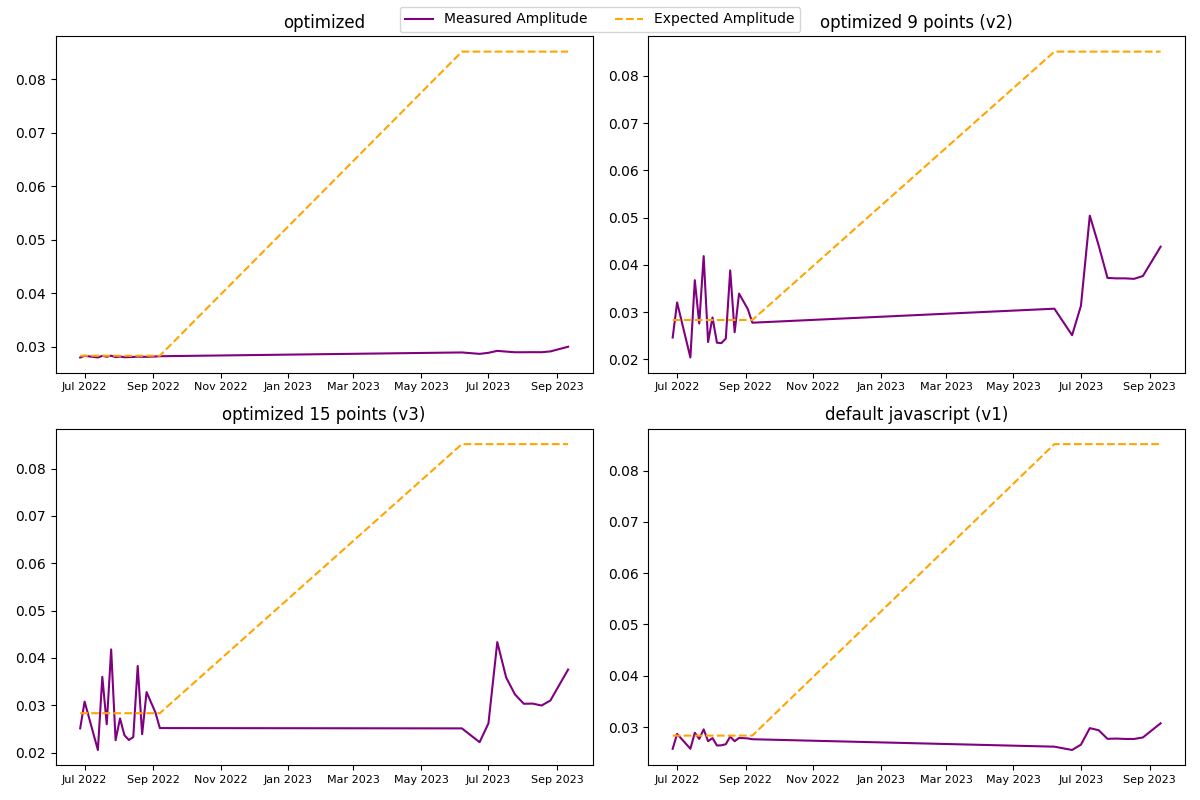 Measured Amplitude Expected Amplitude
optimized
0.08
0.07
0.06
0.05
0.04
0.03
Jul 2022 Sep 2022 Nov 2022 Jan 2023 Mar 2023 May 2023 Jul 2023 Sep 2023
optimized 9 points (v2)
0.08
0.07
0.06
0.05
0.04
0.03
0.02
Jul 2022 Sep 2022 Nov 2022 Jan 2023 Mar 2023 May 2023 Jul 2023 Sep 2023
optimized 15 points (v3)
0.08
0.07
0.06
0.05
0.04
0.03
0.02
Jul 2022 Sep 2022 Nov 2022 Jan 2023 Mar 2023 May 2023 Jul 2023 Sep 2023
default javascript (v1)
0.08
0.07
0.06
0.05
0.04
0.03
Jul 2022 Sep 2022 Nov 2022 Jan 2023 Mar 2023 May 2023 Jul 2023 Sep 2023